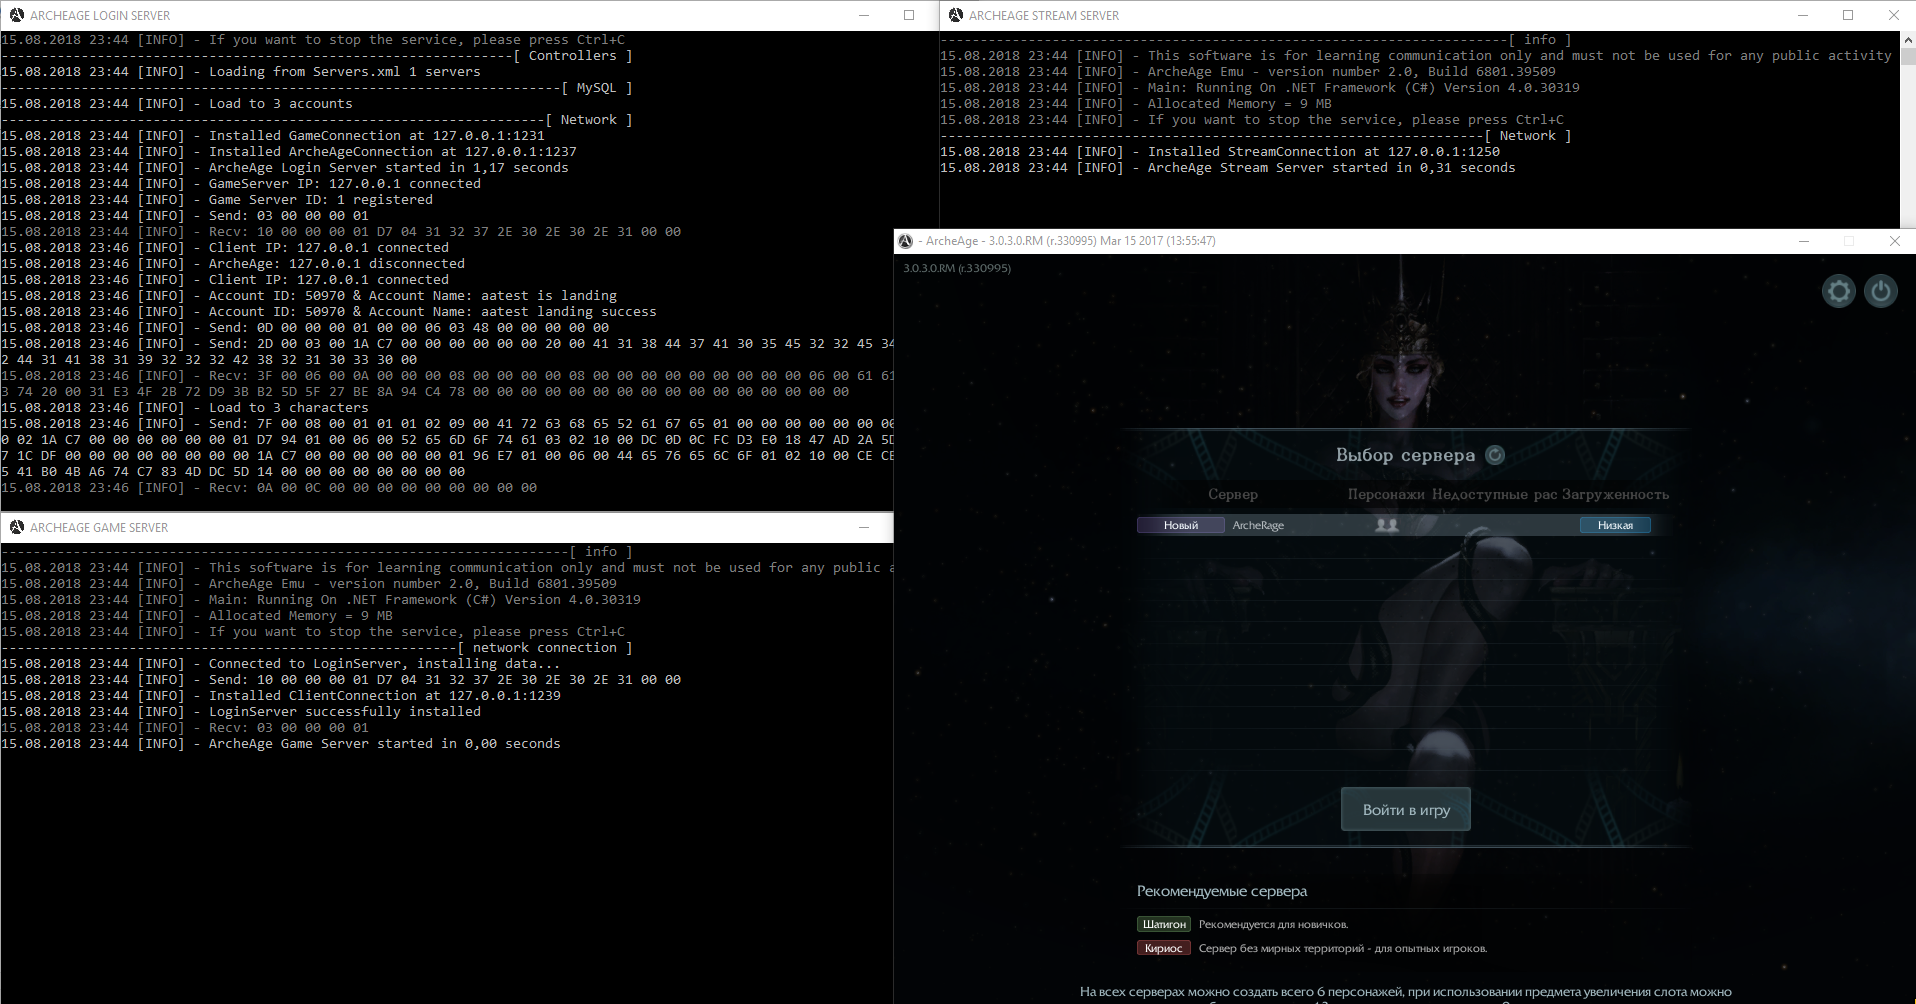 ARCHEAGE LOGIN SERVER
15.08.2018 23:44 [INFO] - If you want to stop the service, please press Ctrl+C
----------------------------------------------------------------[ Controllers ]
15.08.2018 23:44 [INFO] - Loading from Servers.xml 1 servers
----------------------------------------------------------------------[ MySQL ]
15.08.2018 23:44 [INFO] - Load to 3 accounts
--------------------------------------------------------------------[ Network ]
15.08.2018 23:44 [INFO] - Installed GameConnection at 127.0.0.1:1231
15.08.2018 23:44 [INFO] - Installed ArcheAgeConnection at 127.0.0.1:1237
15.08.2018 23:44 [INFO] - ArcheAge Login Server started in 1,17 seconds
15.08.2018 23:44 [INFO] - GameServer IP: 127.0.0.1 connected
15.08.2018 23:44 [INFO] - Game Server ID: 1 registered
15.08.2018 23:44 [INFO] - Send: 03 00 00 00 01
15.08.2018 23:44 [INFO] - Recv: 10 00 00 00 01 D7 04 31 32 37 2E 30 2E 30 2E 31 00 00
15.08.2018 23:46 [INFO] - Client IP: 127.0.0.1 connected
15.08.2018 23:46 [INFO] - ArcheAge: 127.0.0.1 disconnected
15.08.2018 23:46 [INFO] - Client IP: 127.0.0.1 connected
15.08.2018 23:46 [INFO] - Account ID: 50970 & Account Name: aatest is landing
15.08.2018 23:46 [INFO] - Account ID: 50970 & Account Name: aatest landing success
15.08.2018 23:46 [INFO] - Send: 0D 00 00 00 01 00 00 06 03 48 00 00 00 00 00
15.08.2018 23:46 [INFO] - Send: 2D 00 03 00 1A C7 00 00 00 00 00 00 20 00 41 31 38 44 37 41 30 35 45 32 32 45 34
2 44 31 41 38 31 39 32 32 32 42 38 32 31 30 33 30 00
15.08.2018 23:46 [INFO] - Recv: 3F 00 06 00 0A 00 00 00 08 00 00 00 00 00 08 00 00 00 00 00 00 00 00 00 06 00 61 61
3 74 20 00 31 E3 4F 2B 72 D9 3B B2 5D 5F 27 BE 8A 94 C4 78 00 00 00 00 00 00 00 00 00 00 00 00 00 00
15.08.2018 23:46 [INFO] - Load to 3 characters
15.08.2018 23:46 [INFO] - Send: 7F 00 08 00 01 01 01 02 09 00 41 72 63 68 65 52 61 67 65 01 00 00 00 00 00 00 00
0 02 1A C7 00 00 00 00 00 00 01 D7 94 01 00 06 00 52 65 6D 6F 74 61 03 02 10 00 DC 0D 0C FC D3 E0 18 47 AD 2A 5D
7 1C DF 00 00 00 00 00 00 00 00 1A C7 00 00 00 00 00 00 01 96 E7 01 00 06 00 44 65 76 65 6C 6F 01 02 10 00 CE CE
5 41 B0 4B A6 74 C7 83 4D DC 5D 14 00 00 00 00 00 00 00 00
15.08.2018 23:46 [INFO] - Recv: 0A 00 0C 00 00 00 00 00 00 00 00 00
ARCHEAGE STREAM SERVER
-----------------------------------------------------------------------[ info ]
15.08.2018 23:44 [INFO] - This software is for learning communication only and must not be used for any public activity
15.08.2018 23:44 [INFO] - ArcheAge Emu - version number 2.0, Build 6801.39509
15.08.2018 23:44 [INFO] - Main: Running On .NET Framework (C#) Version 4.0.30319
15.08.2018 23:44 [INFO] - Allocated Memory = 9 MB
15.08.2018 23:44 [INFO] - If you want to stop the service, please press Ctrl+C
--------------------------------------------------------------------[ Network ]
15.08.2018 23:44 [INFO] - Installed StreamConnection at 127.0.0.1:1250
15.08.2018 23:44 [INFO] - ArcheAge Stream Server started in 0,31 seconds
ARCHEAGE GAME SERVER
-----------------------------------------------------------------------[ info ]
15.08.2018 23:44 [INFO] - This software is for learning communication only and must not be used for any public a
15.08.2018 23:44 [INFO] - ArcheAge Emu - version number 2.0, Build 6801.39509
15.08.2018 23:44 [INFO] - Main: Running On .NET Framework (C#) Version 4.0.30319
15.08.2018 23:44 [INFO] - Allocated Memory = 9 MB
15.08.2018 23:44 [INFO] - If you want to stop the service, please press Ctrl+C
---------------------------------------------------------[ network connection ]
15.08.2018 23:44 [INFO] - Connected to LoginServer, installing data...
15.08.2018 23:44 [INFO] - Send: 10 00 00 00 01 D7 04 31 32 37 2E 30 2E 30 2E 31 00 00
15.08.2018 23:44 [INFO] - Installed ClientConnection at 127.0.0.1:1239
15.08.2018 23:44 [INFO] - LoginServer successfully installed
15.08.2018 23:44 [INFO] - Recv: 03 00 00 00 01
15.08.2018 23:44 [INFO] - ArcheAge Game Server started in 0,00 seconds
- ArcheAge - 3.0.3.0.RM (r.330995) Mar 15 2017 (13:55:47)
3.0.3.0.RM (r.330995)
Выбор сервера
Сервер Персонажи Недоступные рас Загруженность
Новый ArcheRage Низкая
Войти в игру
Рекомендуемые сервера
Шатигон Рекомендуется для новичков.
Кириос Сервер без мирных территорий - для опытных игроков.
На всех серверах можно создать всего 6 персонажей, при использовании предмета увеличения слота можно